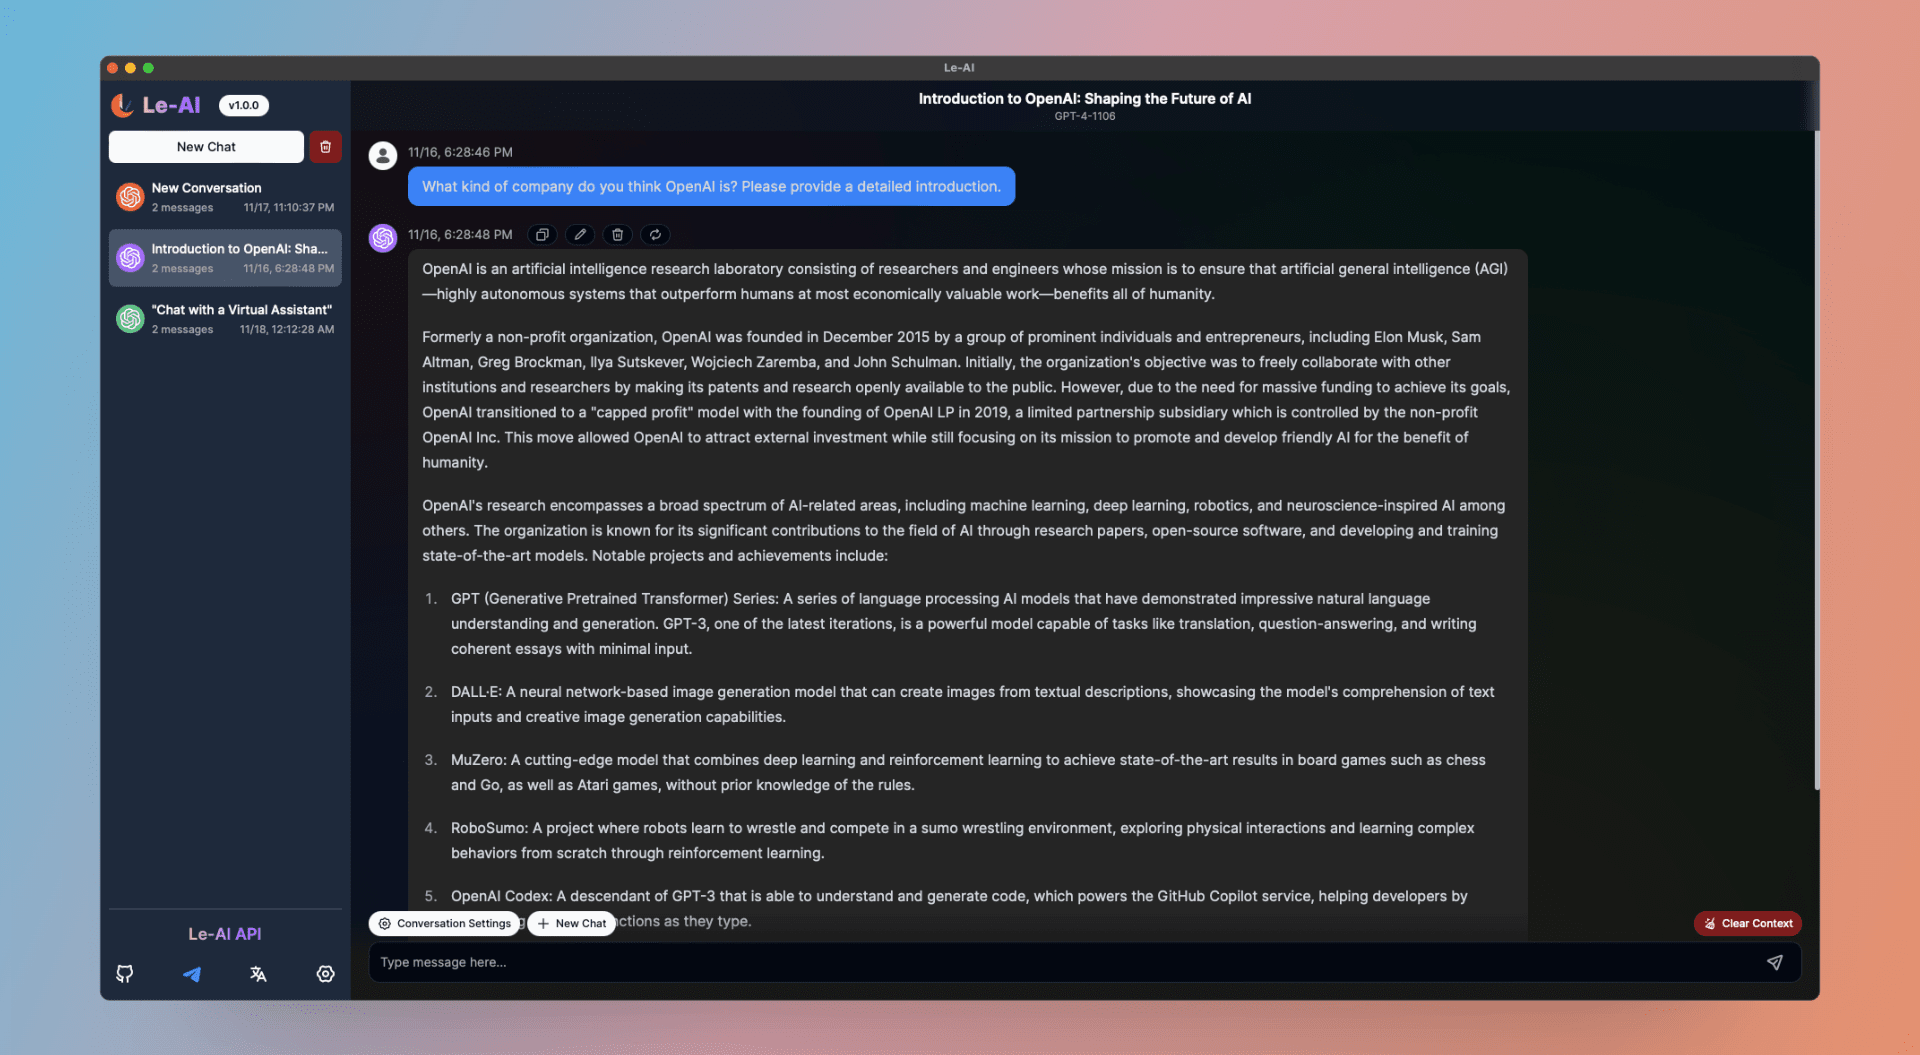 Le-AI
Le-AI
v1.0.0
New Chat
New Conversation
2 messages 11/17, 11:10:37 PM
Introduction to OpenAI: Sha...
2 messages 11/16, 6:28:48 PM
"Chat with a Virtual Assistant"
2 messages 11/18, 12:12:28 AM
Le-AI API
Introduction to OpenAI: Shaping the Future of AI
GPT-4-1106
11/16, 6:28:46 PM
What kind of company do you think OpenAI is? Please provide a detailed introduction.
11/16, 6:28:48 PM
OpenAI is an artificial intelligence research laboratory consisting of researchers and engineers whose mission is to ensure that artificial general intelligence (AGI)
—highly autonomous systems that outperform humans at most economically valuable work—benefits all of humanity.
Formerly a non-profit organization, OpenAI was founded in December 2015 by a group of prominent individuals and entrepreneurs, including Elon Musk, Sam
Altman, Greg Brockman, Ilya Sutskever, Wojciech Zaremba, and John Schulman. Initially, the organization's objective was to freely collaborate with other
institutions and researchers by making its patents and research openly available to the public. However, due to the need for massive funding to achieve its goals,
OpenAI transitioned to a "capped profit" model with the founding of OpenAI LP in 2019, a limited partnership subsidiary which is controlled by the non-profit
OpenAI Inc. This move allowed OpenAI to attract external investment while still focusing on its mission to promote and develop friendly AI for the benefit of
humanity.
OpenAI's research encompasses a broad spectrum of AI-related areas, including machine learning, deep learning, robotics, and neuroscience-inspired AI among
others. The organization is known for its significant contributions to the field of AI through research papers, open-source software, and developing and training
state-of-the-art models. Notable projects and achievements include:
1. GPT (Generative Pretrained Transformer) Series: A series of language processing AI models that have demonstrated impressive natural language
understanding and generation. GPT-3, one of the latest iterations, is a powerful model capable of tasks like translation, question-answering, and writing
coherent essays with minimal input.
2. DALL·E: A neural network-based image generation model that can create images from textual descriptions, showcasing the model's comprehension of text
inputs and creative image generation capabilities.
3. MuZero: A cutting-edge model that combines deep learning and reinforcement learning to achieve state-of-the-art results in board games such as chess
and Go, as well as Atari games, without prior knowledge of the rules.
4. RoboSumo: A project where robots learn to wrestle and compete in a sumo wrestling environment, exploring physical interactions and learning complex
behaviors from scratch through reinforcement learning.
5. OpenAI Codex: A descendant of GPT-3 that is able to understand and generate code, which powers the GitHub Copilot service, helping developers by
as they type.
Conversation Settings
New Chat
Clear Context
Type message here...